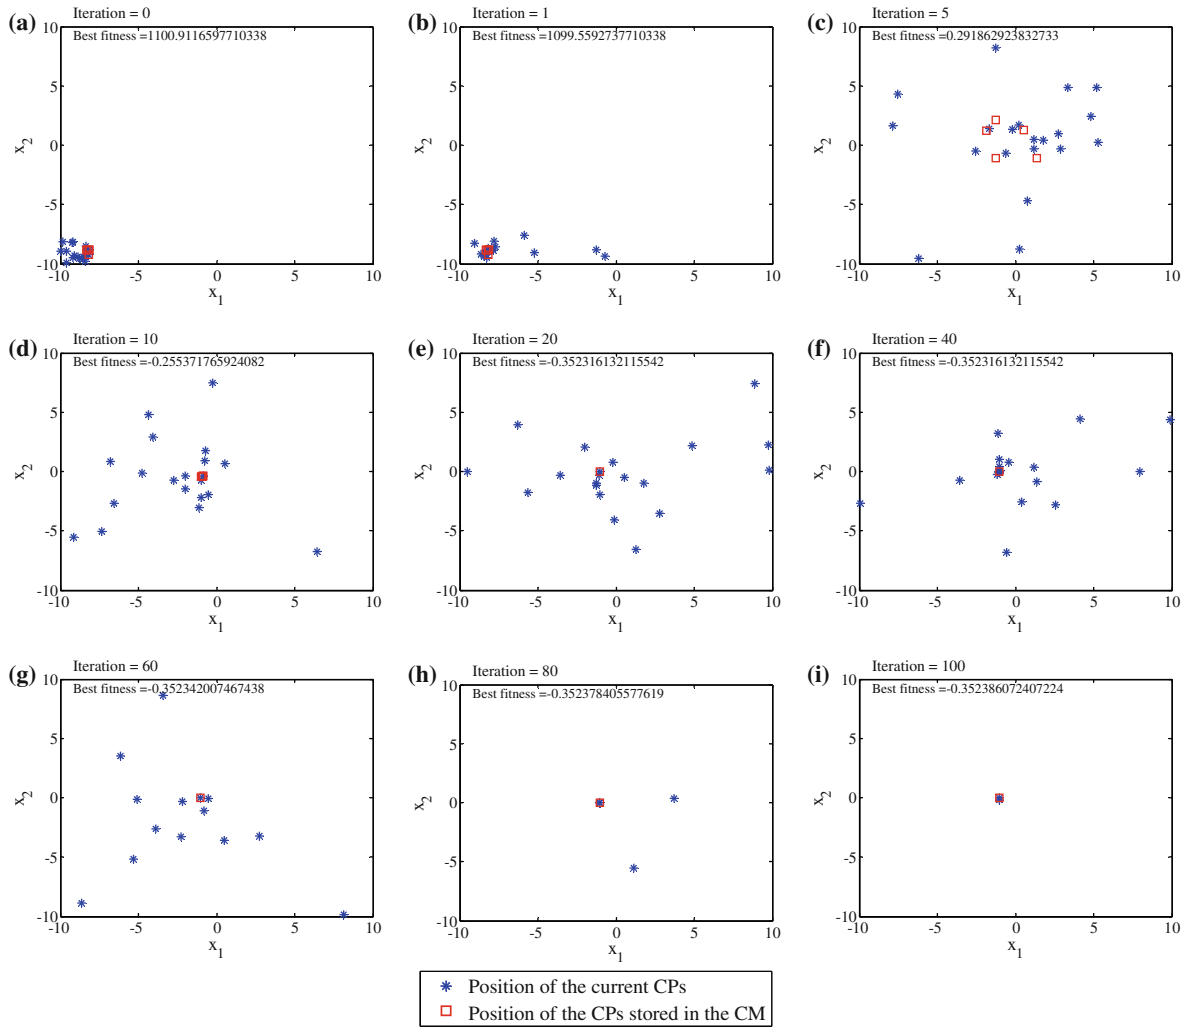 (a) Iteration = 0
Best fitness =1100.9116597710338
10
5
0
-5
-10
x2
-10 -5 0 5 10
x1
(b) Iteration = 1
Best fitness =1099.5592737710338
10
5
0
-5
-10
x2
-10 -5 0 5 10
x1
(c) Iteration = 5
Best fitness =0.291862923832733
10
5
0
-5
-10
x2
-10 -5 0 5 10
x1
(d) Iteration = 10
Best fitness =-0.255371765924082
10
5
0
-5
-10
x2
-10 -5 0 5 10
x1
(e) Iteration = 20
Best fitness =-0.352316132115542
10
5
0
-5
-10
x2
-10 -5 0 5 10
x1
(f) Iteration = 40
Best fitness =-0.352316132115542
10
5
0
-5
-10
x2
-10 -5 0 5 10
x1
(g) Iteration = 60
Best fitness =-0.352342007467438
10
5
0
-5
-10
x2
-10 -5 0 5 10
x1
(h) Iteration = 80
Best fitness =-0.352378405577619
10
5
0
-5
-10
x2
-10 -5 0 5 10
x1
(i) Iteration = 100
Best fitness =-0.352386072407224
10
5
0
-5
-10
x2
-10 -5 0 5 10
x1
Position of the current CPs
Position of the CPs stored in the CM